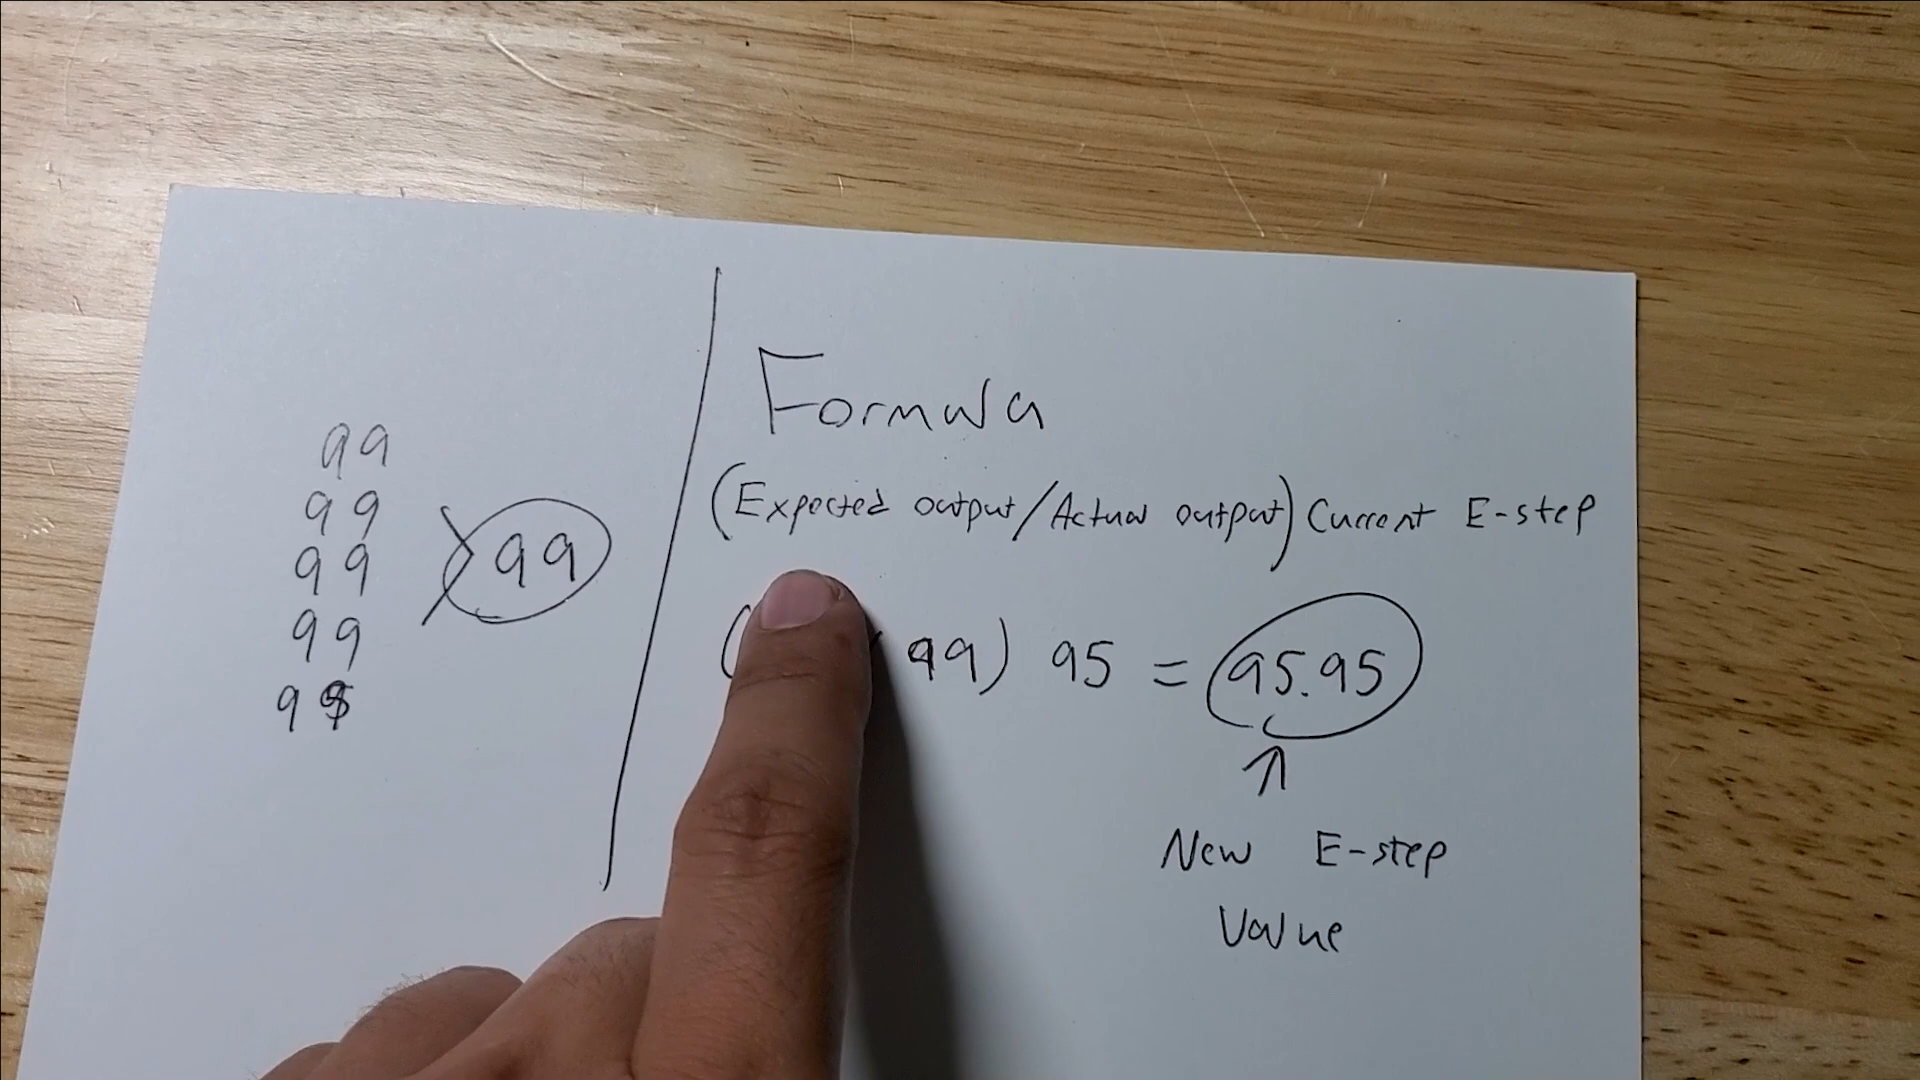 99
99
99
99
99
99
Formula
(Expected output/Actual output) Current E-step
( 99) 95 = 95.95
↑
New E-step
Value